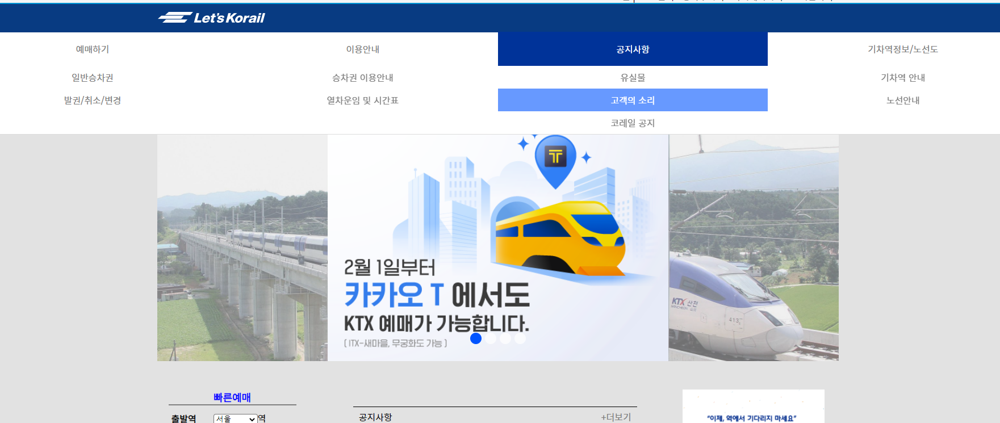 Let's Korail
예매하기 이용안내 공지사항 기차역정보/노선도
일반승차권 승차권 이용안내 유실물 기차역 안내
발권/취소/변경 열차운임 및 시간표 고객의 소리 노선안내
코레일 공지
2월 1일부터
카카오 T 에서도
KTX 예매가 가능합니다.
( ITX-새마을, 무궁화도 가능 )
KTX 산천
SANCHEON
413
빠른예매
출발역 서울 역
공지사항 +더보기
“이제, 역에서 기다리지 마세요”